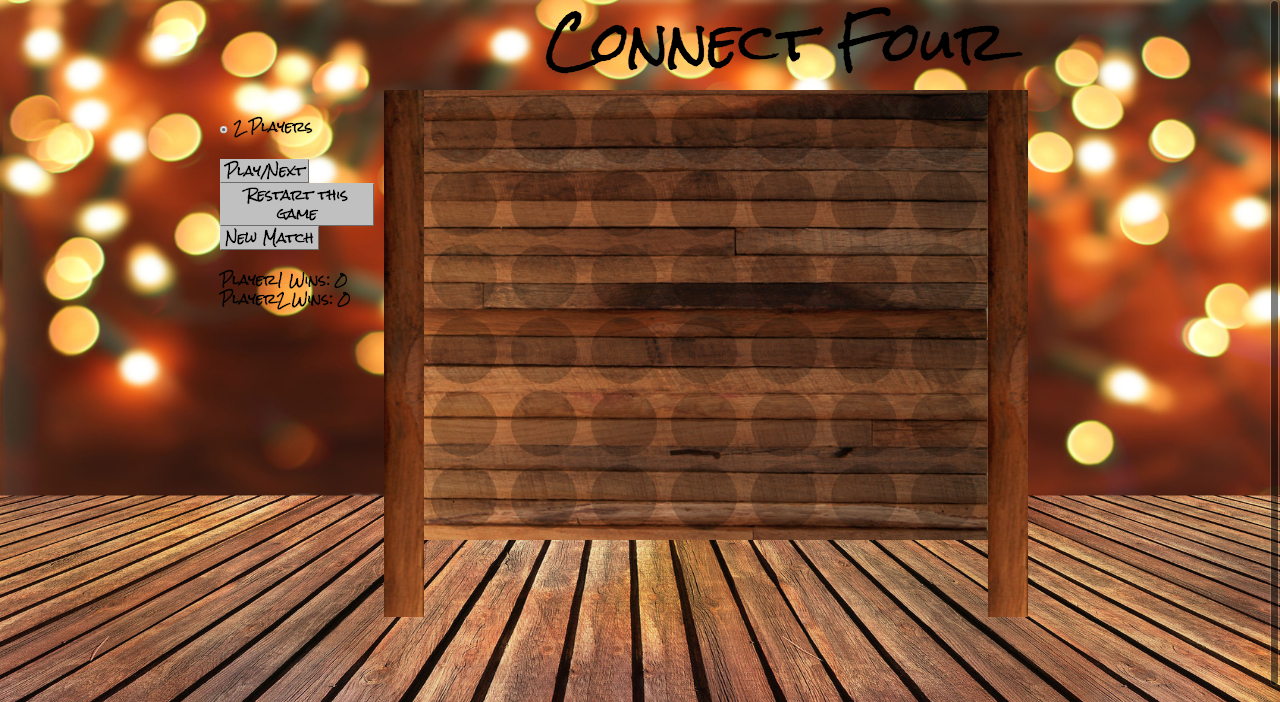 Connect Four
2 Players
Play/Next
Restart this
game
New Match
Player1 Wins: 0
Player2 Wins: 0